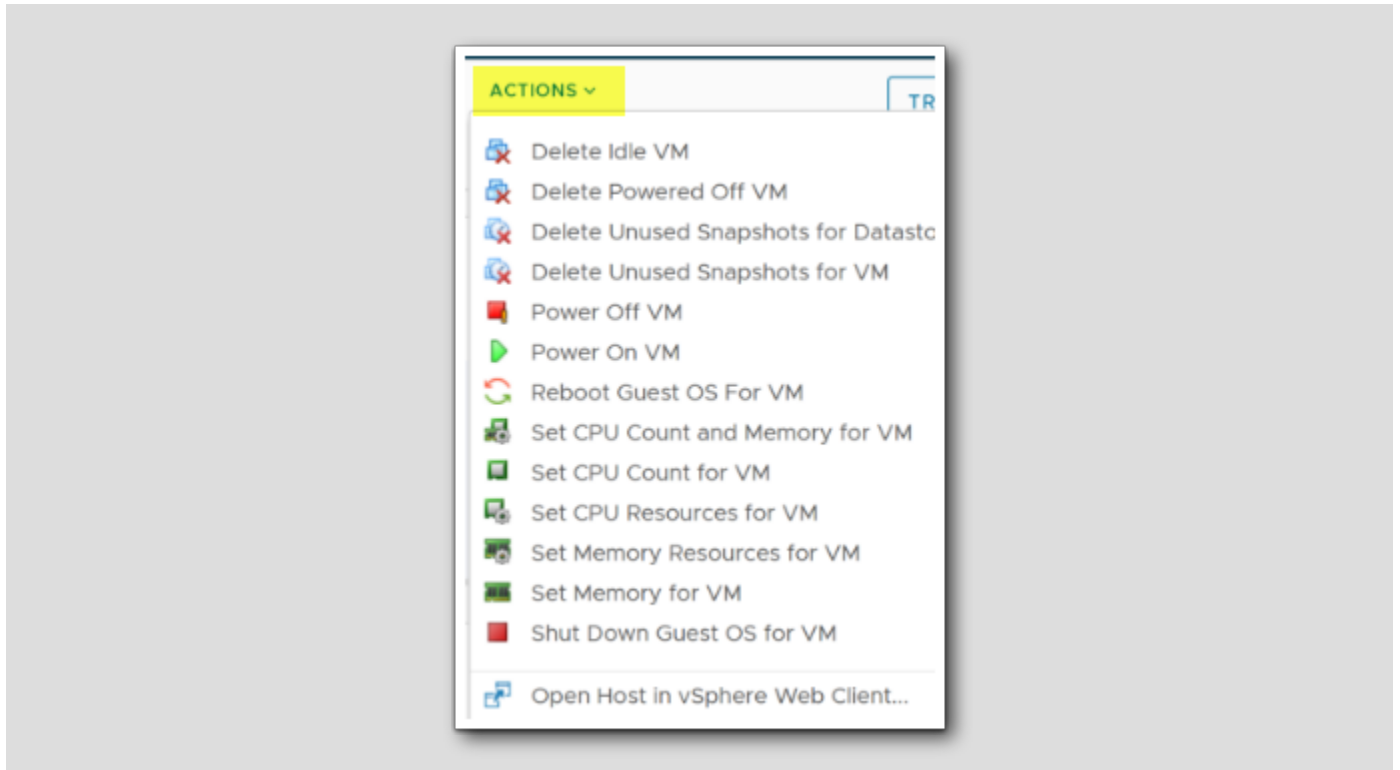 ACTIONS
TR
Delete Idle VM
Delete Powered Off VM
Delete Unused Snapshots for Datasto
Delete Unused Snapshots for VM
Power Off VM
Power On VM
Reboot Guest OS For VM
Set CPU Count and Memory for VM
Set CPU Count for VM
Set CPU Resources for VM
Set Memory Resources for VM
Set Memory for VM
Shut Down Guest OS for VM
Open Host in vSphere Web Client...